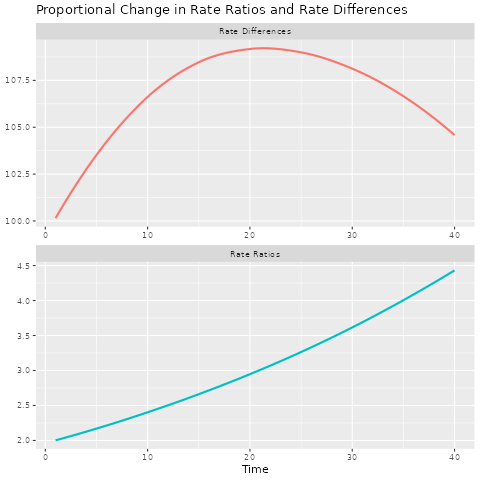 Proportional Change in Rate Ratios and Rate Differences
Rate Differences
107.5
105.0
102.5
100.0
0 10 20 30 40
Rate Ratios
4.5
4.0
3.5
3.0
2.5
2.0
0 10 20 30 40
Time